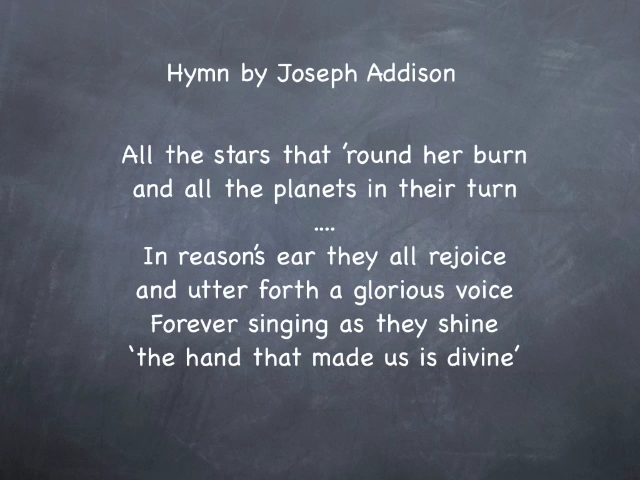 Hymn by Joseph Addison
All the stars that ’round her burn
and all the planets in their turn
....
In reason’s ear they all rejoice
and utter forth a glorious voice
Forever singing as they shine
‘the hand that made us is divine’